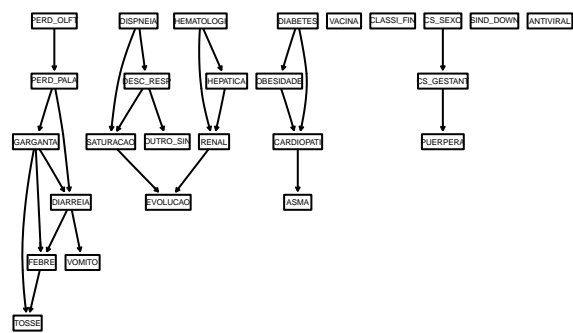 PERD_OLFT DISPNEIA HEMATOLOGI DIABETES VACINA CLASSI_FIN CS_SEXO SIND_DOWN ANTIVIRAL
PERD_PALA DESC_RESP HEPATICA OBESIDADE CS_GESTANT
GARGANTA SATURACAO OUTRO_SIN RENAL CARDIOPATI PUERPERA
DIARREIA EVOLUCAO ASMA
FEBRE VOMITO
TOSSE